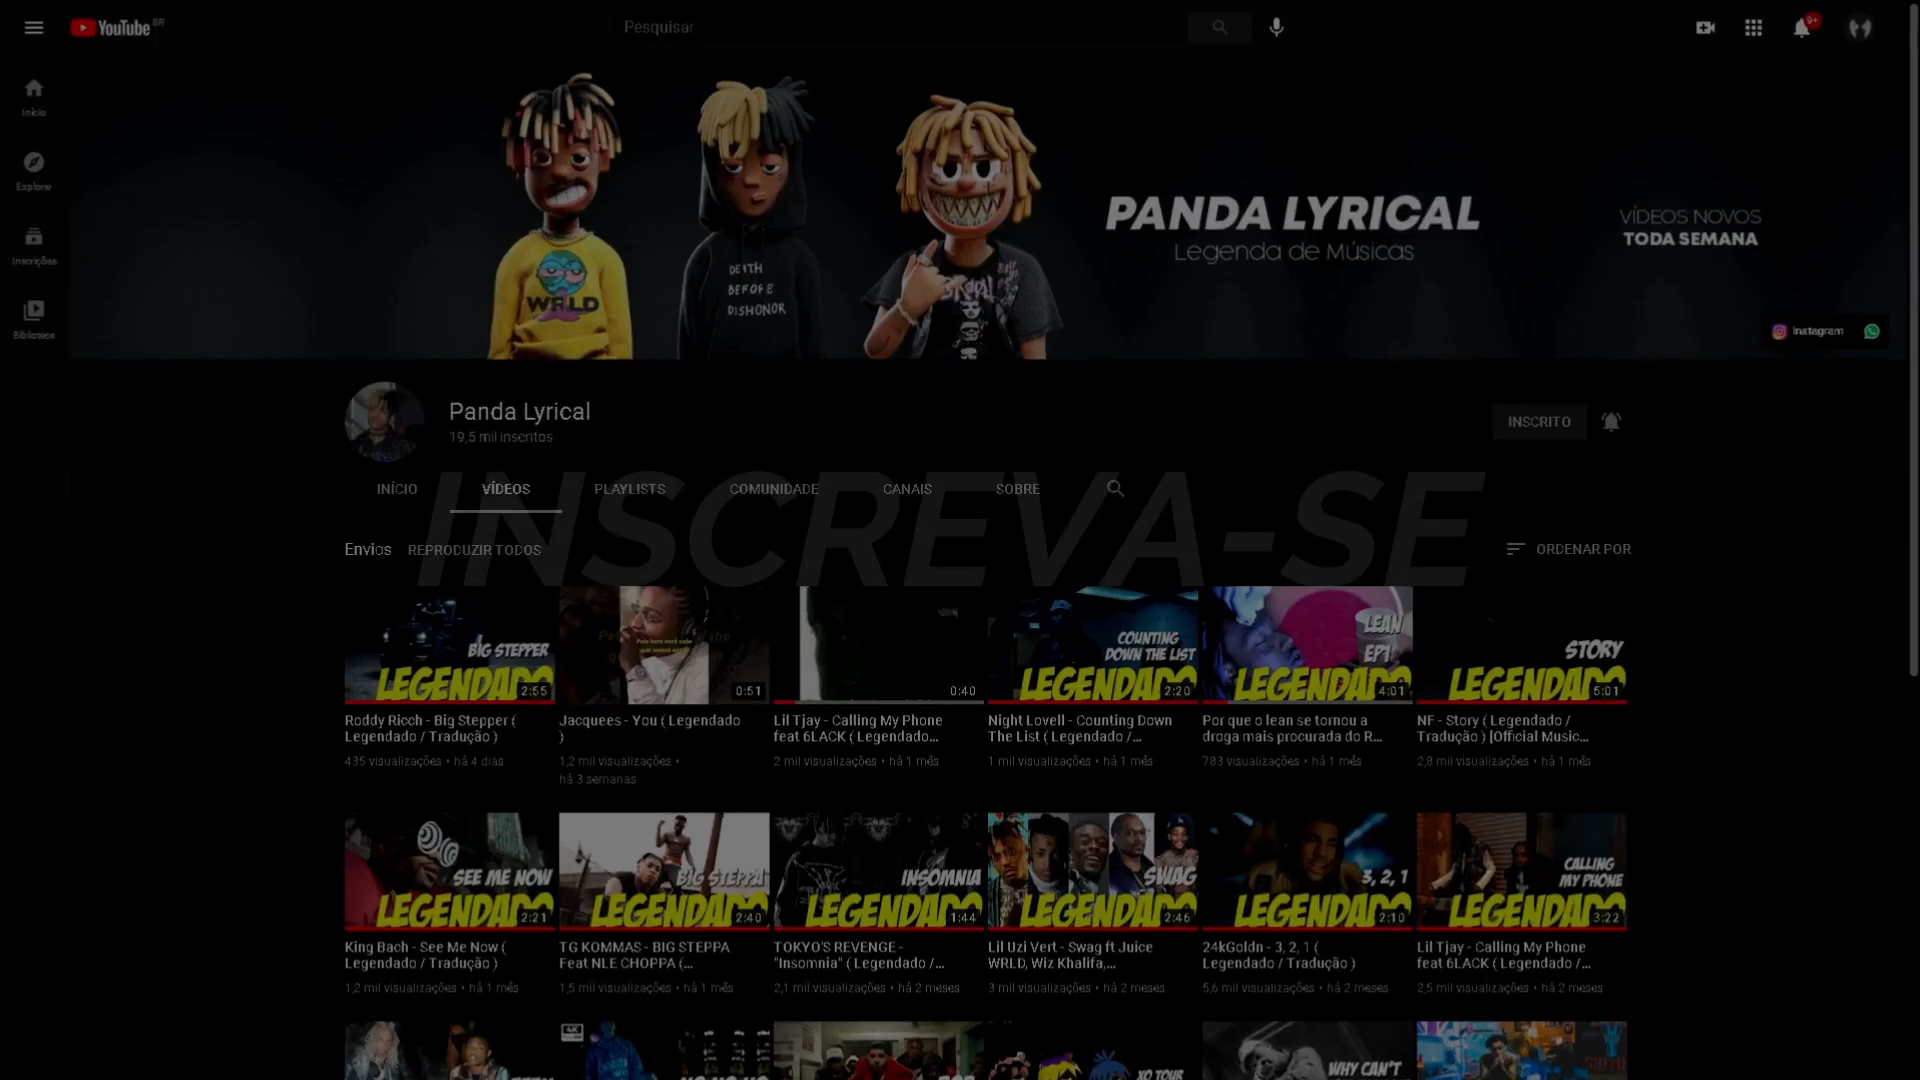 YouTube BR
Pesquisar
9+
Início
Explorar
Inscrições
Biblioteca
WRLD
DEATH
BEFORE
DISHONOR
PANDA LYRICAL
Legenda de Músicas
VÍDEOS NOVOS
TODA SEMANA
Instagram
Panda Lyrical
19,5 mil inscritos
INSCRITO
INÍCIO VÍDEOS PLAYLISTS COMUNIDADE CANAIS SOBRE
INSCREVA-SE
Envios REPRODUZIR TODOS
ORDENAR POR
BIG STEPPER
LEGENDADO
2:55
Roddy Ricch - Big Stepper (
Legendado / Tradução )
435 visualizações • há 4 dias
0:51
Jacquees - You ( Legendado
)
1,2 mil visualizações •
há 3 semanas
0:40
Lil Tjay - Calling My Phone
feat 6LACK ( Legendado...
2 mil visualizações • há 1 mês
COUNTING
DOWN THE LIST
LEGENDADO
2:20
Night Lovell - Counting Down
The List ( Legendado /...
1 mil visualizações • há 1 mês
LEAN
EP1
LEGENDADO
4:01
Por que o lean se tornou a
droga mais procurada do R...
783 visualizações • há 1 mês
STORY
LEGENDADO
5:01
NF - Story ( Legendado /
Tradução ) [Official Music...
2,8 mil visualizações • há 1 mês
SEE ME NOW
LEGENDADO
2:21
King Bach - See Me Now (
Legendado / Tradução )
1,2 mil visualizações • há 1 mês
BIG STEPPA
LEGENDADO
2:40
TG KOMMAS - BIG STEPPA
Feat NLE CHOPPA (...
1,5 mil visualizações • há 1 mês
INSOMNIA
LEGENDADO
1:44
TOKYO'S REVENGE -
"Insomnia" ( Legendado /...
2,1 mil visualizações • há 2 meses
SWAG
LEGENDADO
2:46
Lil Uzi Vert - Swag ft Juice
WRLD, Wiz Khalifa,...
3 mil visualizações • há 2 meses
3, 2, 1
LEGENDADO
2:10
24kGoldn - 3, 2, 1 (
Legendado / Tradução )
5,6 mil visualizações • há 2 meses
CALLING
MY PHONE
LEGENDADO
3:22
Lil Tjay - Calling My Phone
feat 6LACK ( Legendado /...
2,5 mil visualizações • há 2 meses
4K
XO TOUR
WHY CAN'T